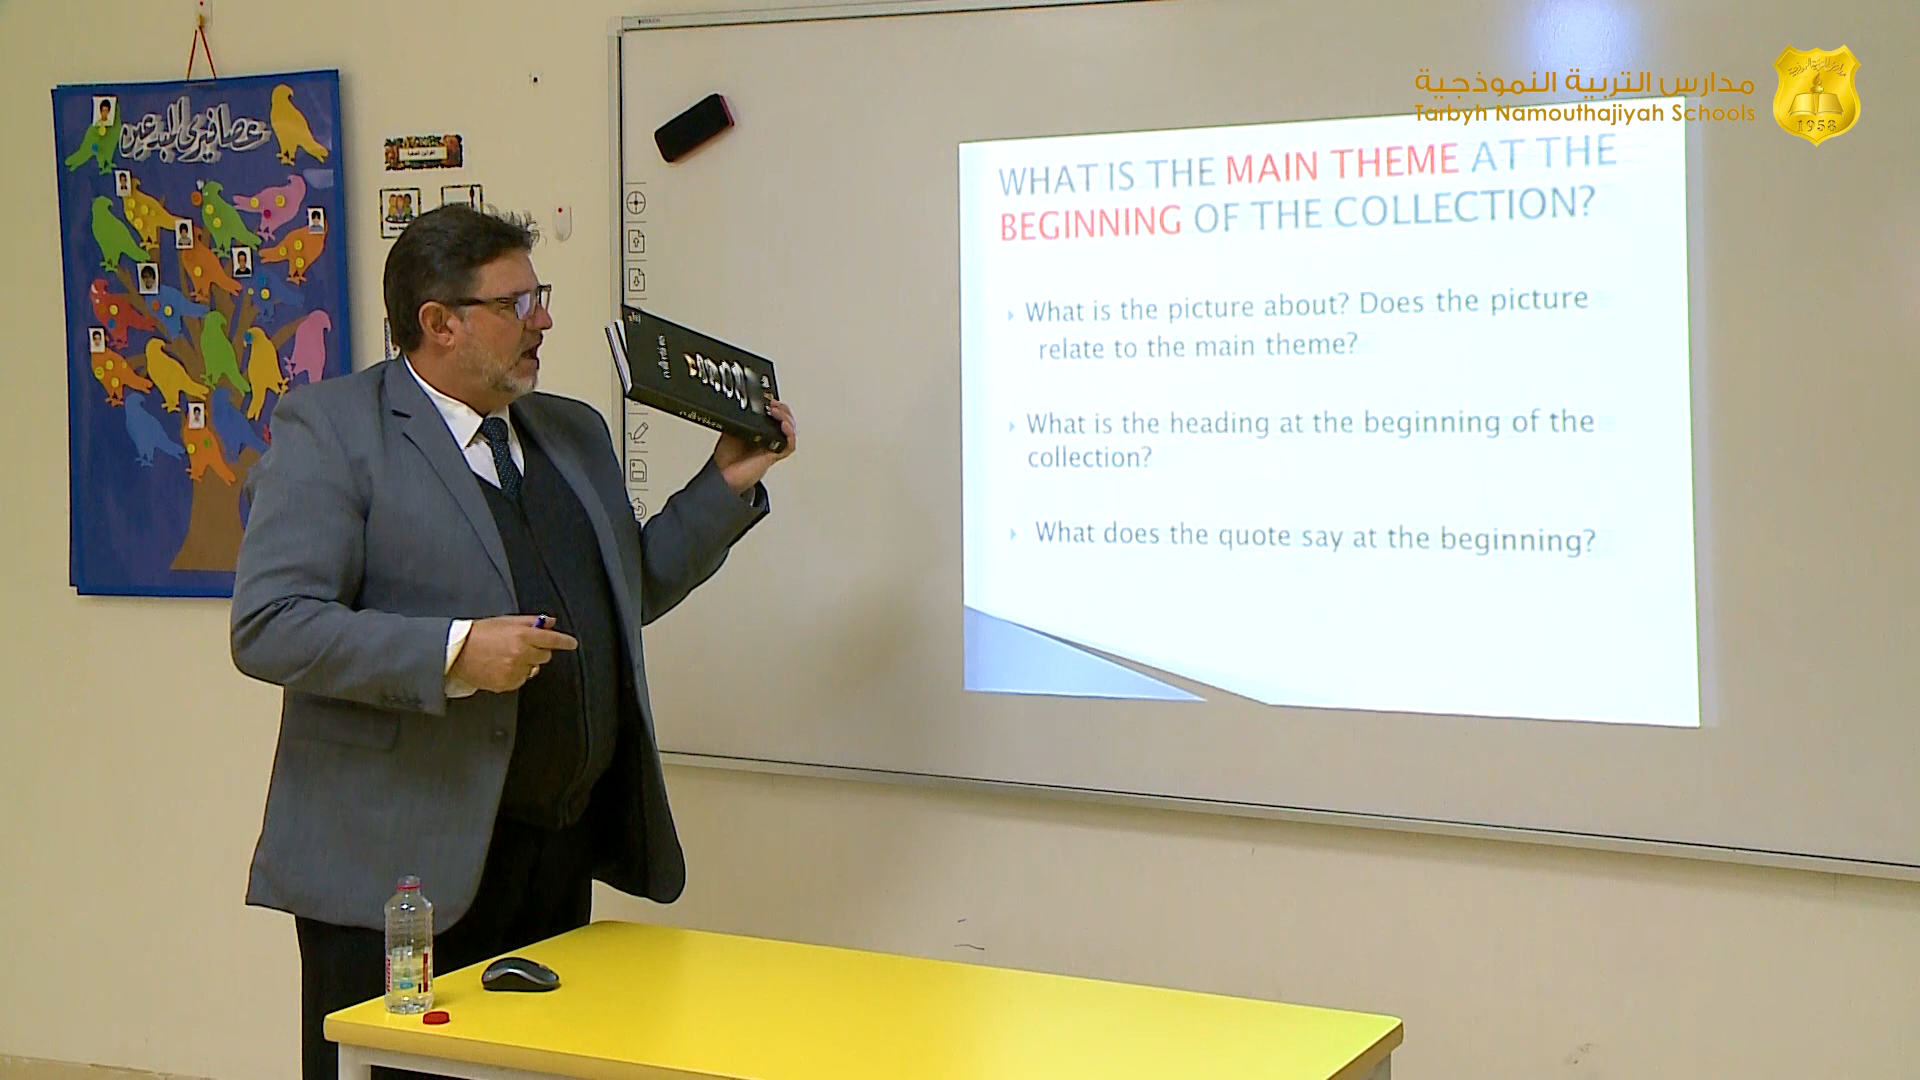 مدارس التربية النموذجية
Tarbyh Namouthajiyah Schools
1958
عصافيري المبدعين
WHAT IS THE MAIN THEME AT THE
BEGINNING OF THE COLLECTION?
What is the picture about? Does the picture
relate to the main theme?
What is the heading at the beginning of the
collection?
What does the quote say at the beginning?